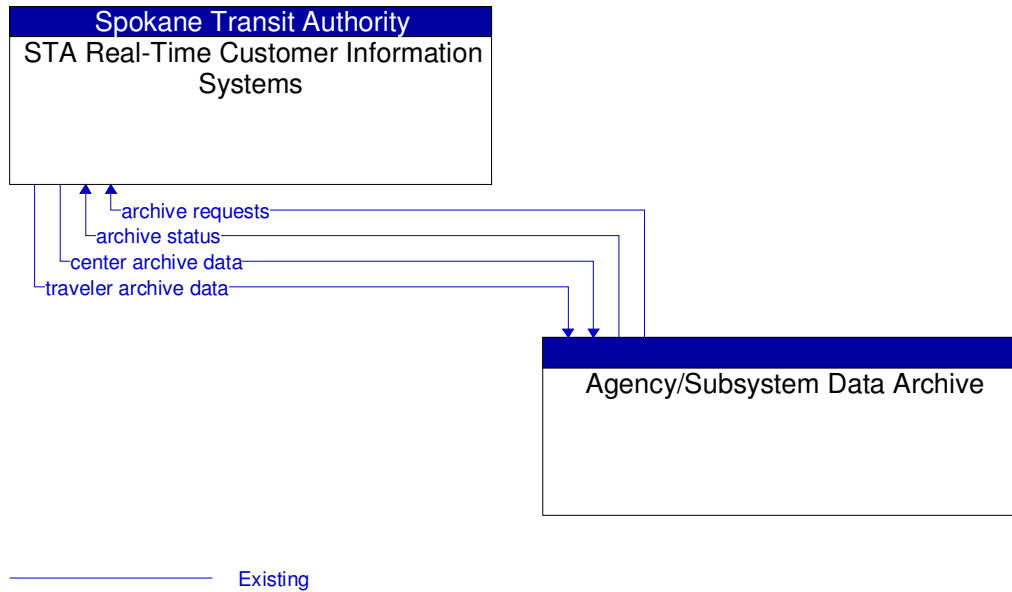 Spokane Transit Authority
STA Real-Time Customer Information
Systems
archive requests
archive status
center archive data
traveler archive data
Agency/Subsystem Data Archive
Existing